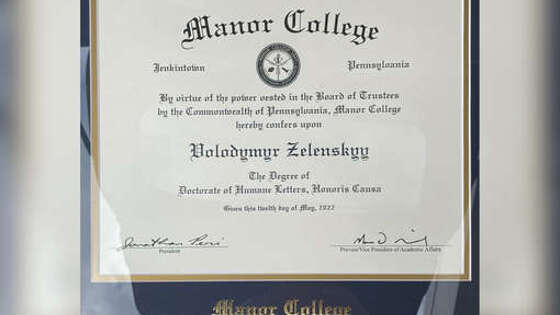 Manor College
Jenkintown Pennsylvania
By virtue of the power vested in the Board of Trustees
by the Commonwealth of Pennsylvania, Manor College
hereby confers upon
Volodymyr Zelenskyy
The Degree of
Doctorate of Humane Letters, Honoris Causa
Given this twelfth day of May, 2022
President Provost/Vice President of Academic Affairs
Manor College